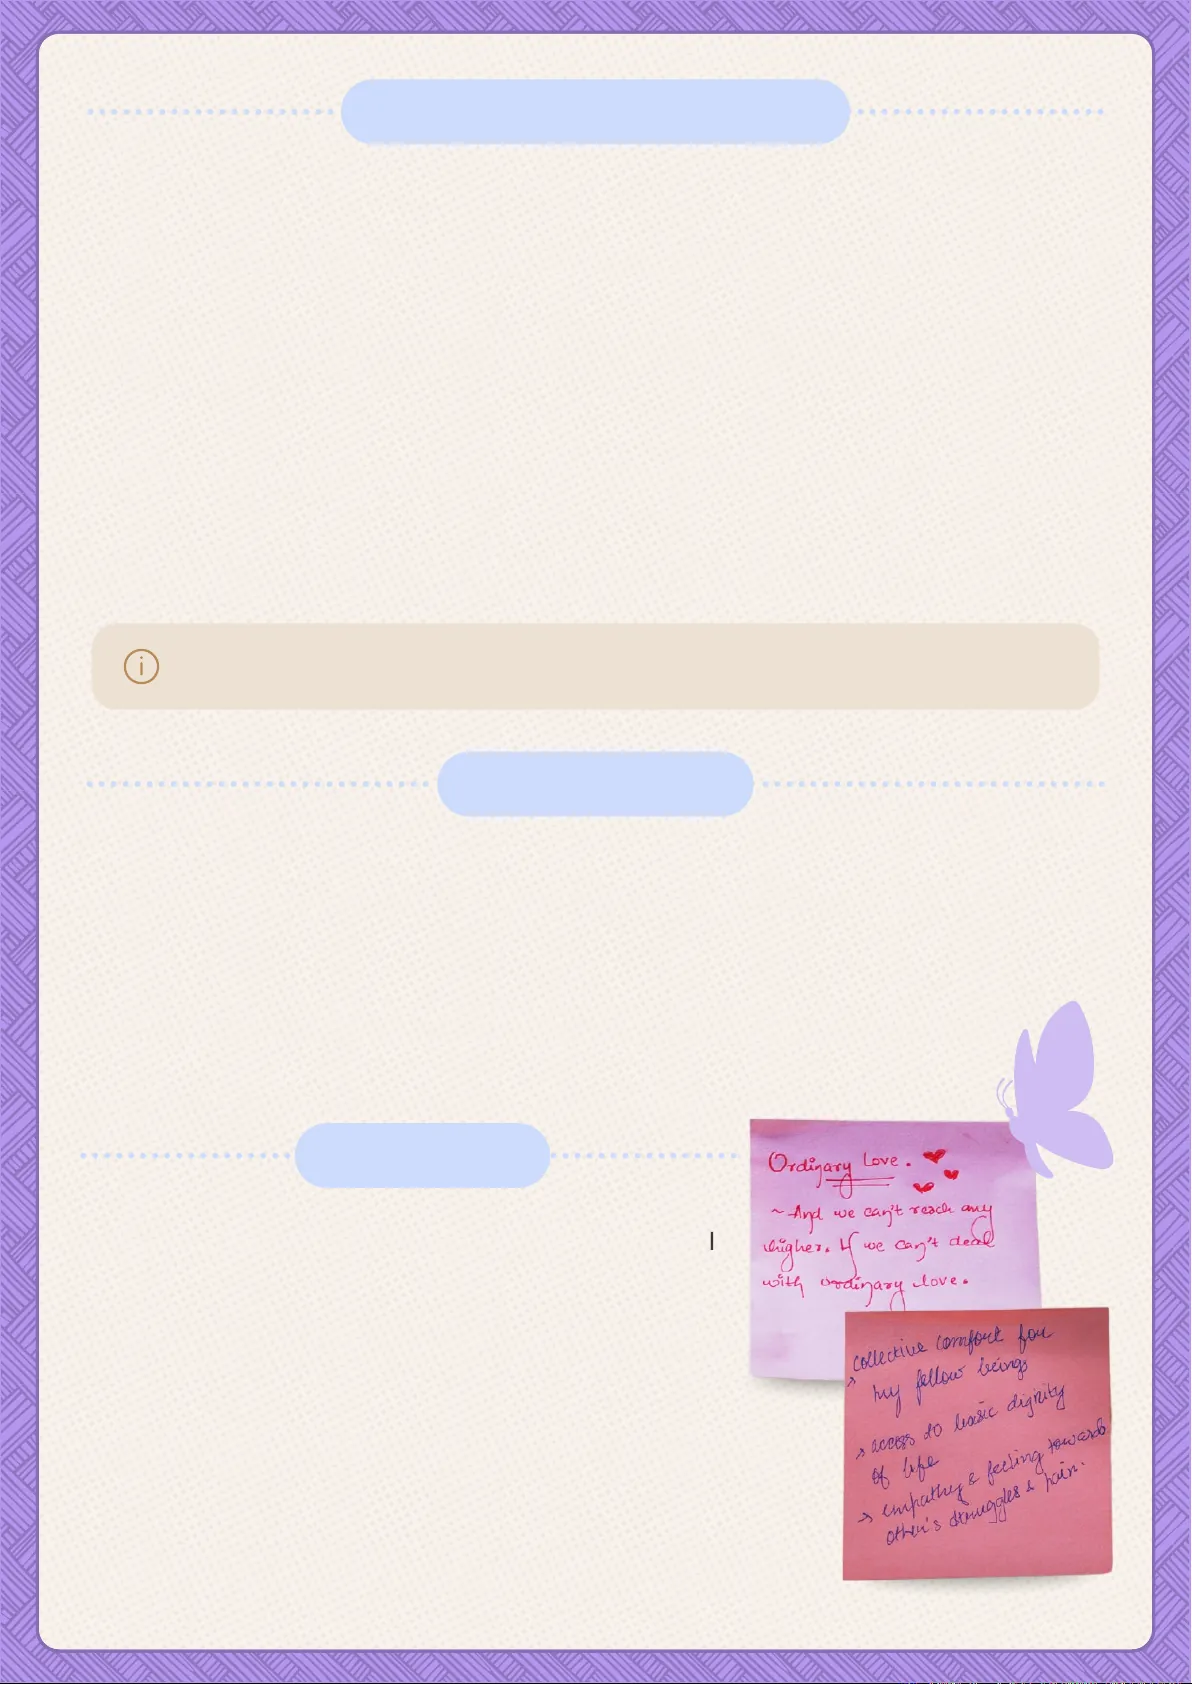 Ordinary Love.
~ And we can't reach any
higher. If we can't deal
with ordinary love.
collective comfort for
my fellow beings
→ access to basic dignity
of life
→ empathy & feeling towards
other's struggles & pain.